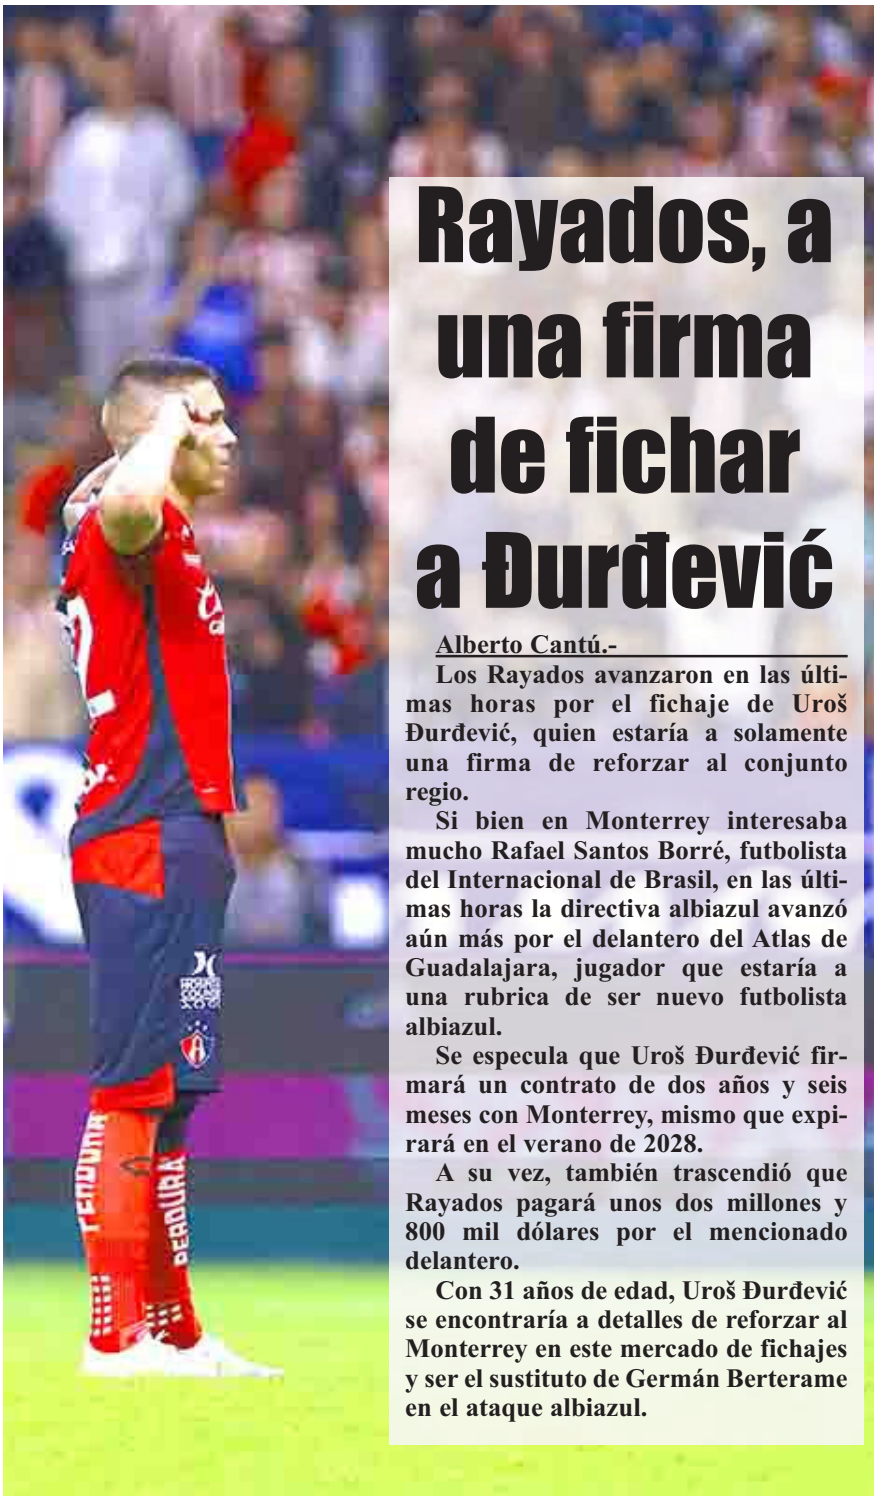 Rayados, a
una firma
de fichar
a Đurđević
Alberto Cantú.-
Los Rayados avanzaron en las últi-
mas horas por el fichaje de Uroš
Đurđević, quien estaría a solamente
una firma de reforzar al conjunto
regio.
Si bien en Monterrey interesaba
mucho Rafael Santos Borré, futbolista
del Internacional de Brasil, en las últi-
mas horas la directiva albiazul avanzó
aún más por el delantero del Atlas de
Guadalajara, jugador que estaría a
una rubrica de ser nuevo futbolista
albiazul.
Se especula que Uroš Đurđević fir-
mará un contrato de dos años y seis
meses con Monterrey, mismo que expi-
rará en el verano de 2028.
A su vez, también trascendió que
Rayados pagará unos dos millones y
800 mil dólares por el mencionado
delantero.
Con 31 años de edad, Uroš Đurđević
se encontraría a detalles de reforzar al
Monterrey en este mercado de fichajes
y ser el sustituto de Germán Berterame
en el ataque albiazul.
A
PERDURA